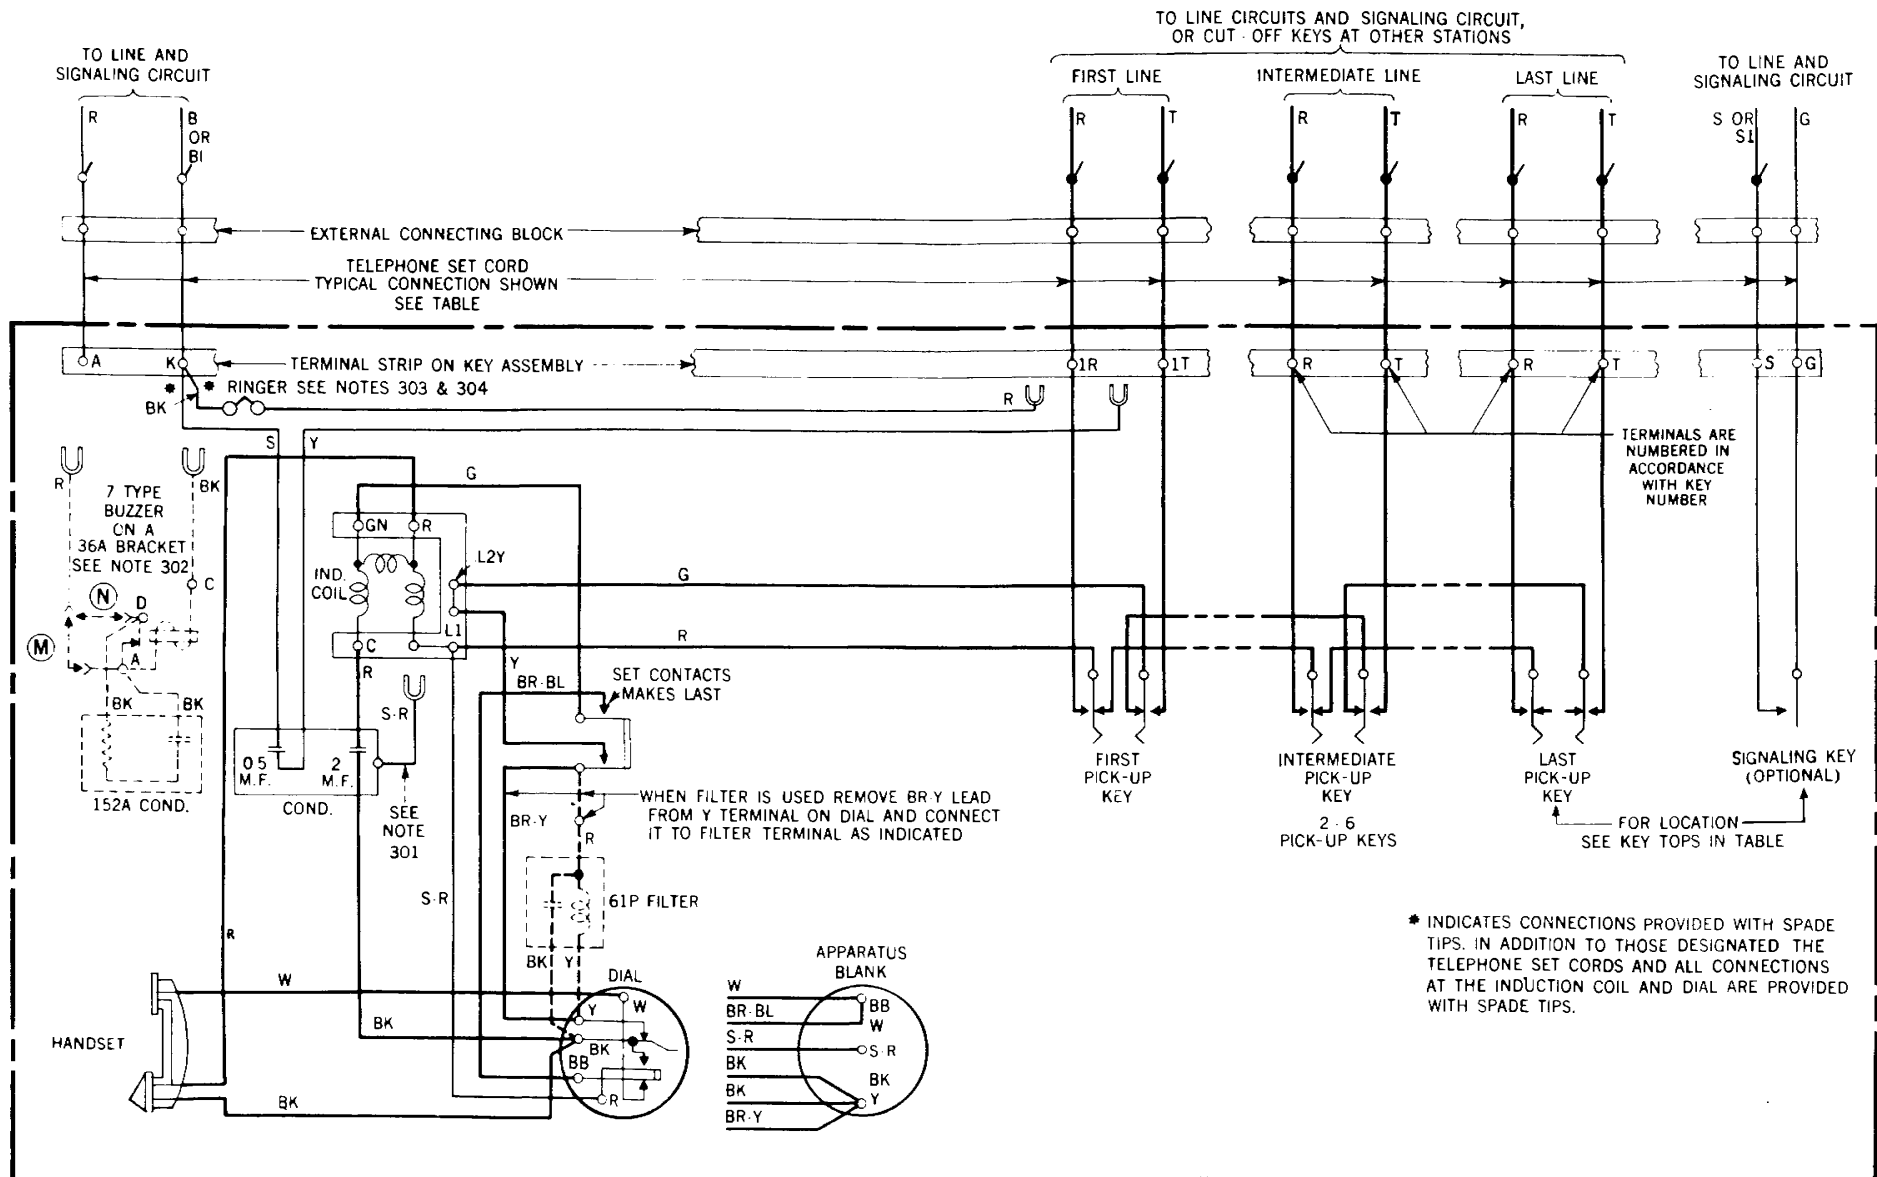 TO LINE AND
SIGNALING CIRCUIT
R
B
OR
B1
TO LINE CIRCUITS AND SIGNALING CIRCUIT,
OR CUT-OFF KEYS AT OTHER STATIONS
FIRST LINE
INTERMEDIATE LINE
LAST LINE
R
T
R
T
R
T
TO LINE AND
SIGNALING CIRCUIT
S OR
S1
G
EXTERNAL CONNECTING BLOCK
TELEPHONE SET CORD
TYPICAL CONNECTION SHOWN
SEE TABLE
A
K
TERMINAL STRIP ON KEY ASSEMBLY
1R
1T
R
T
R
T
S
G
* * RINGER SEE NOTES 303 & 304
BK
R
S
Y
TERMINALS ARE
NUMBERED IN
ACCORDANCE
WITH KEY
NUMBER
R
BK
7 TYPE
BUZZER
ON A
36A BRACKET
SEE NOTE 302
C
N
D
M
A
BK
BK
152A COND.
G
GN
R
IND.
COIL
L2Y
G
L1
C
R
R
Y
S-R
BR-BL
SET CONTACTS
MAKES LAST
0.5
M.F.
2
M.F.
COND.
SEE
NOTE
301
WHEN FILTER IS USED REMOVE BR-Y LEAD
FROM Y TERMINAL ON DIAL AND CONNECT
IT TO FILTER TERMINAL AS INDICATED
BR-Y
R
61P FILTER
S-R
BK
Y
R
FIRST
PICK-UP
KEY
INTERMEDIATE
PICK-UP
KEY
2-6
PICK-UP KEYS
LAST
PICK-UP
KEY
SIGNALING KEY
(OPTIONAL)
FOR LOCATION
SEE KEY TOPS IN TABLE
* INDICATES CONNECTIONS PROVIDED WITH SPADE
TIPS. IN ADDITION TO THOSE DESIGNATED THE
TELEPHONE SET CORDS AND ALL CONNECTIONS
AT THE INDUCTION COIL AND DIAL ARE PROVIDED
WITH SPADE TIPS.
HANDSET
W
BK
BK
DIAL
W
Y
BK
BB
R
APPARATUS
BLANK
W
BR-BL
S-R
BK
BK
BR-Y
BB
W
S-R
BK
Y